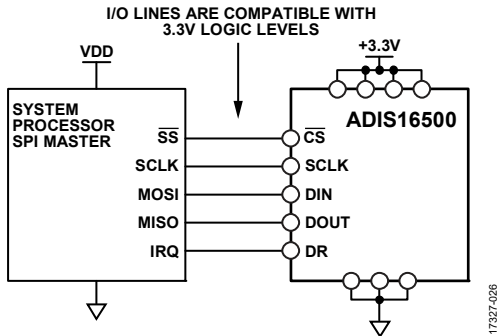 I/O LINES ARE COMPATIBLE WITH
3.3V LOGIC LEVELS
VDD
+3.3V
SYSTEM
PROCESSOR
SPI MASTER
ADIS16500
SS
CS
SCLK
SCLK
MOSI
DIN
MISO
DOUT
IRQ
DR
17327-026